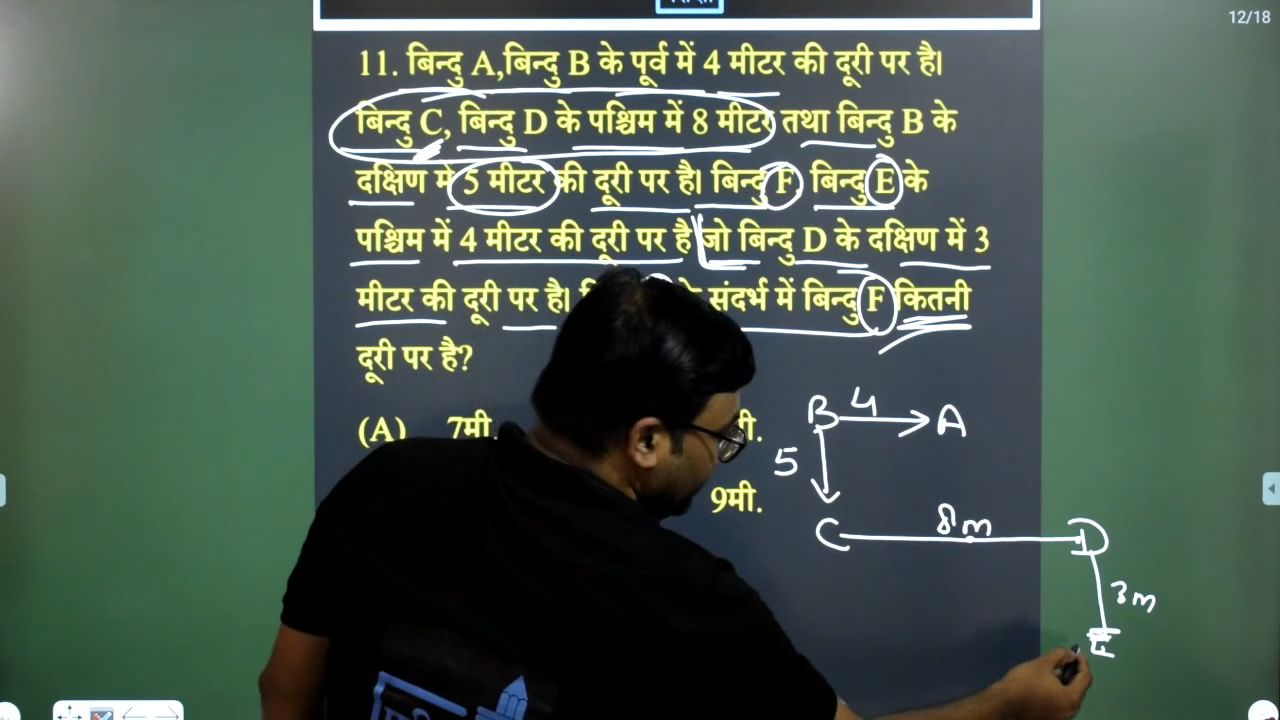 12/18
11. बिन्दु A,बिन्दु B के पूर्व में 4 मीटर की दूरी पर है।
बिन्दु C, बिन्दु D के पश्चिम में 8 मीटर तथा बिन्दु B के
दक्षिण में 5 मीटर की दूरी पर है। बिन्दु F, बिन्दु E के
पश्चिम में 4 मीटर की दूरी पर है जो बिन्दु D के दक्षिण में 3
मीटर की दूरी पर है। के संदर्भ में बिन्दु F कितनी
दूरी पर है?
(A) 7मी.
9मी.
B 4 A
5
C 8m D
3m
E